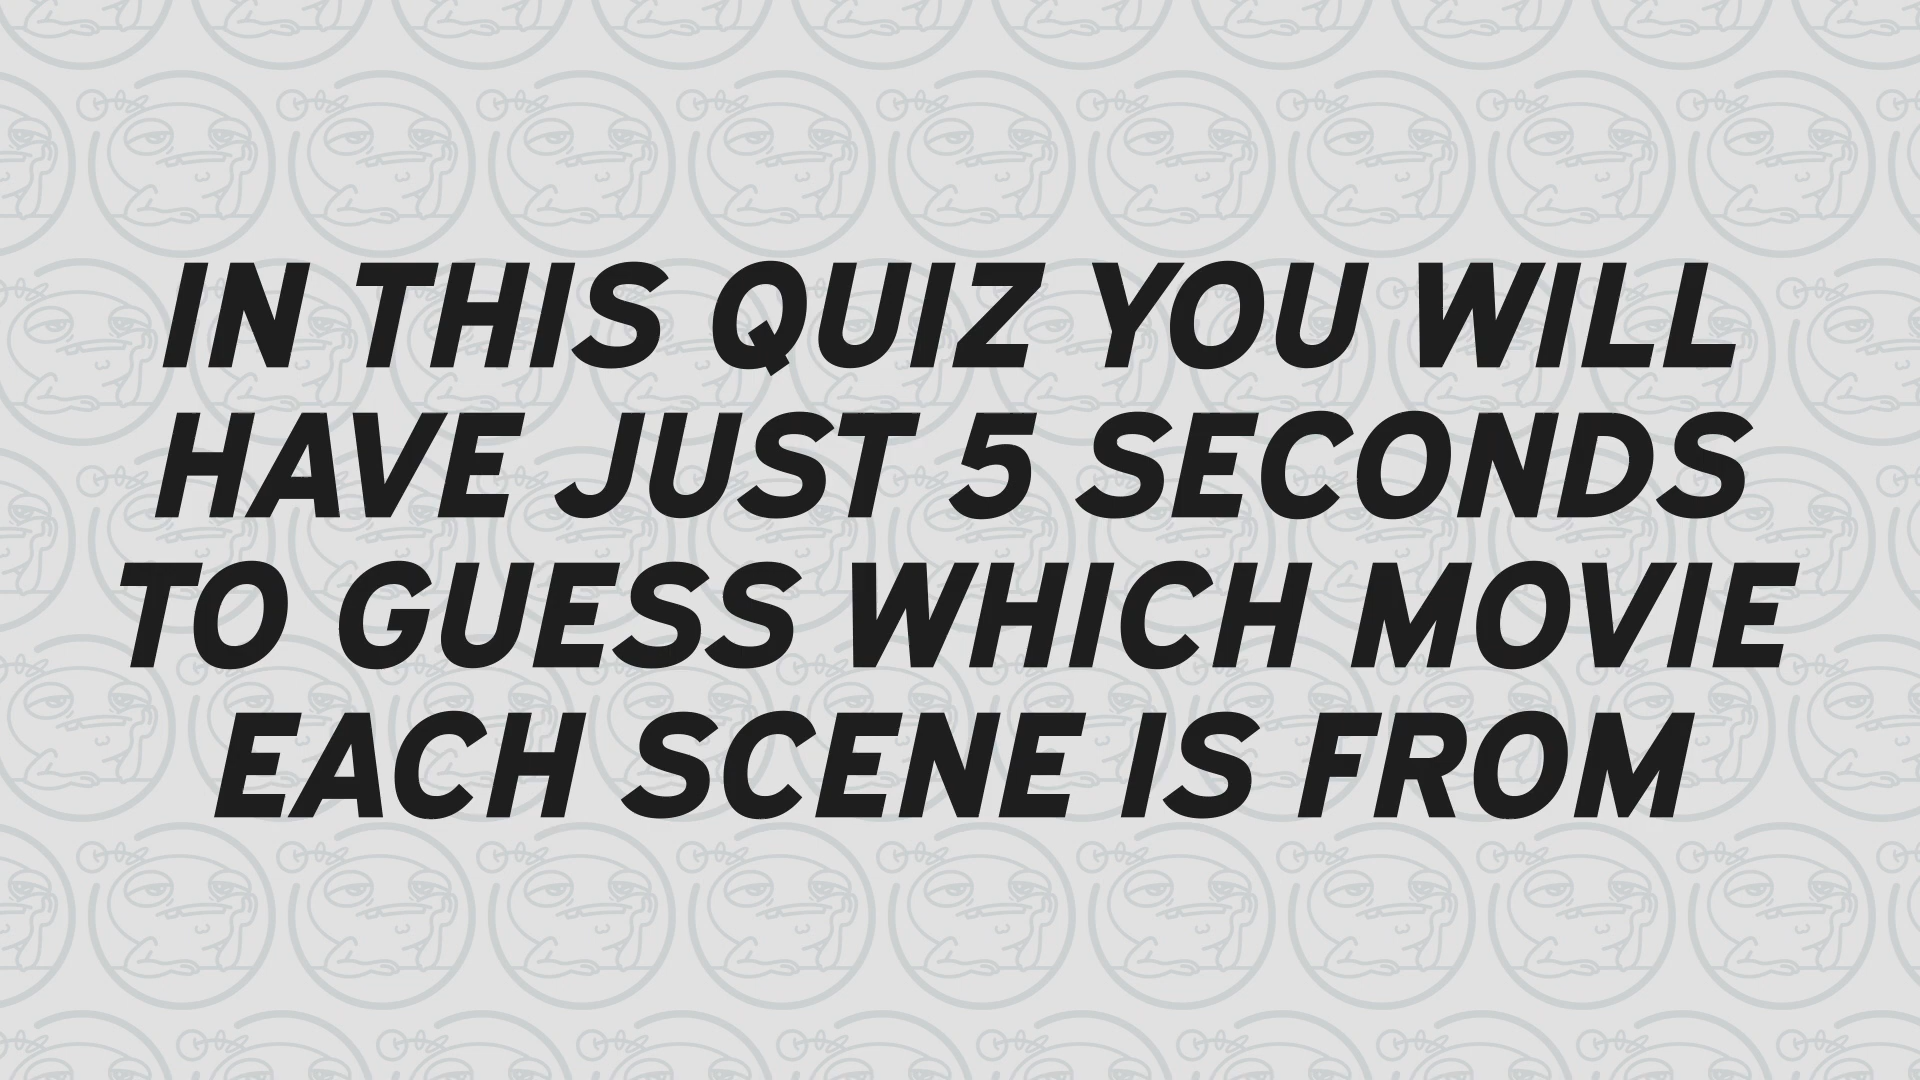 IN THIS QUIZ YOU WILL
HAVE JUST 5 SECONDS
TO GUESS WHICH MOVIE
EACH SCENE IS FROM